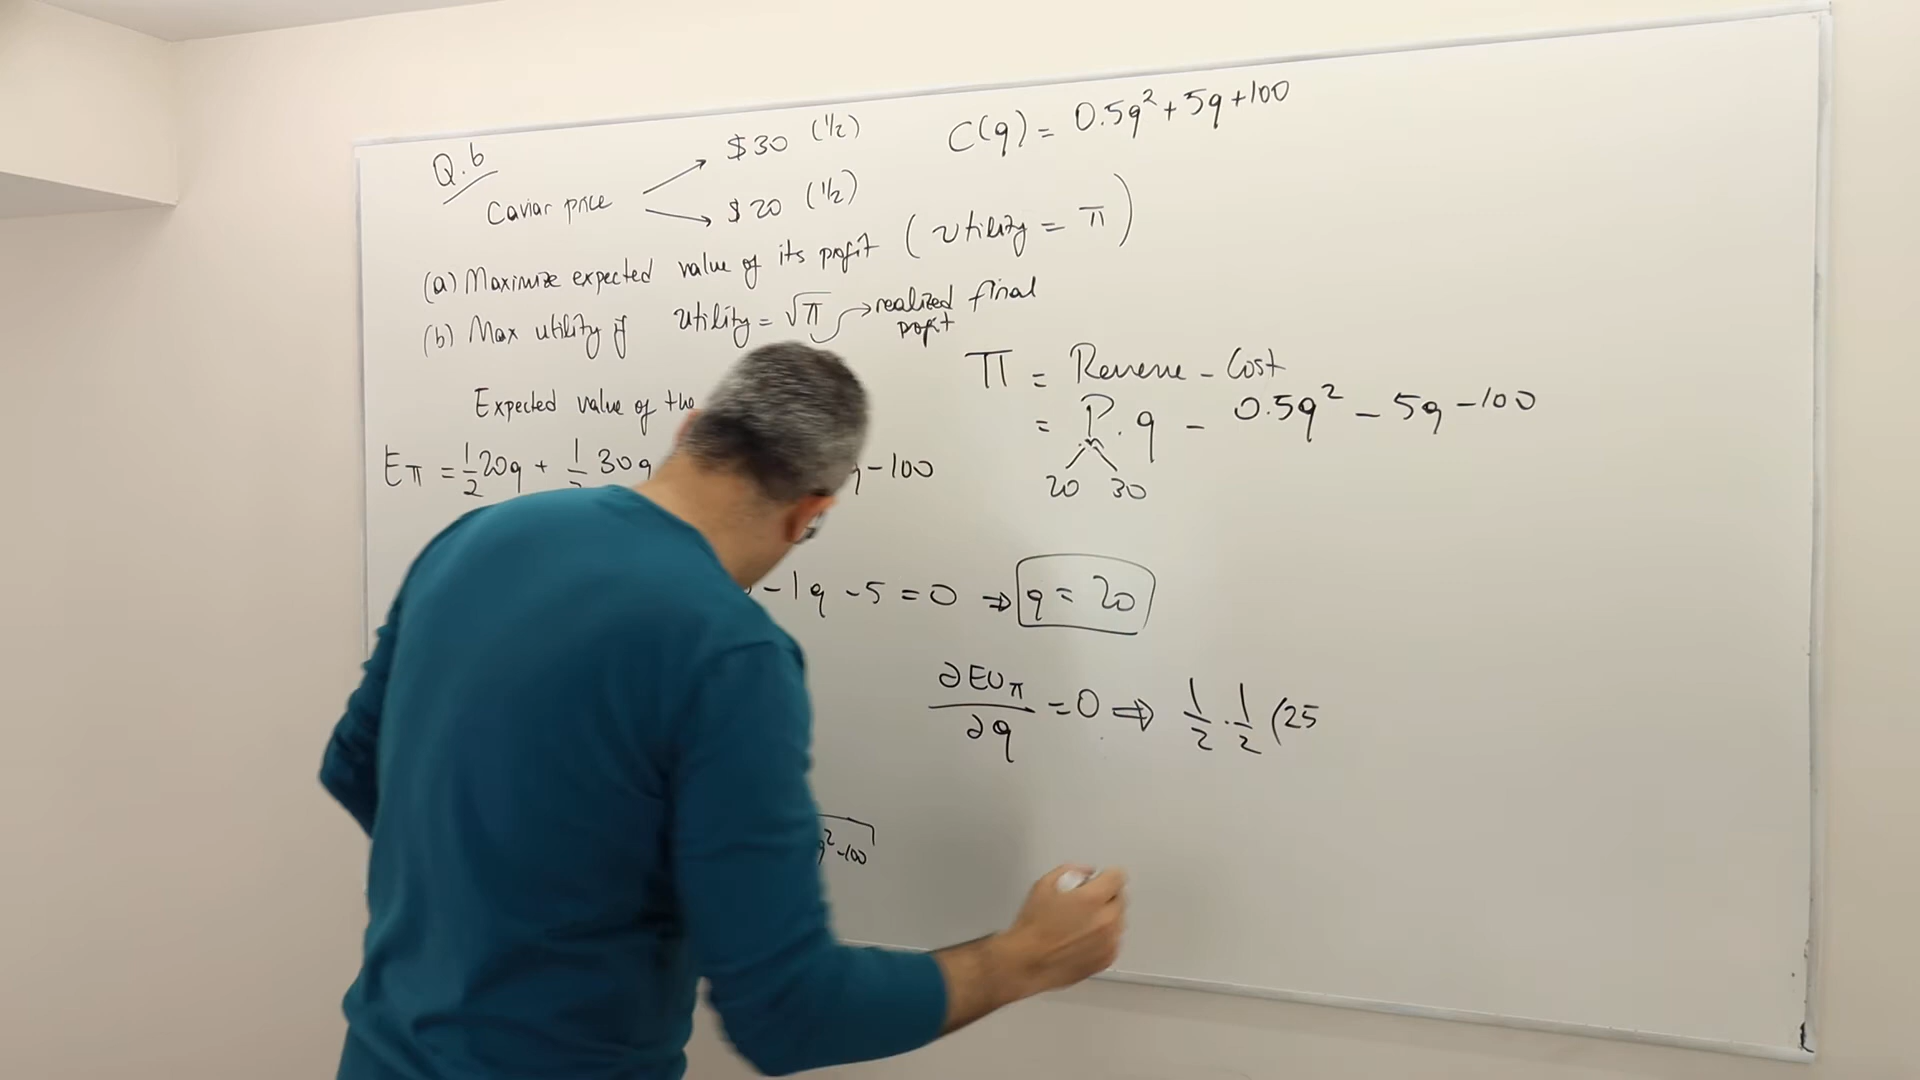 Q.6
Caviar price
$30 (1/2)
$20 (1/2)
C(q) = 0.5q² + 5q + 100
(a) Maximize expected value of its profit (utility = π)
(b) Max utility if utility = √π → realized final profit
Expected value of the
π = Revenue - Cost
= P.q - 0.5q² - 5q - 100
20 30
Eπ = 1/2 20q + 1/2 30q
-100
- 1q - 5 = 0 ⇒ q = 20
∂EUπ/∂q = 0 ⇒ 1/2 . 1/2 (25
² -100